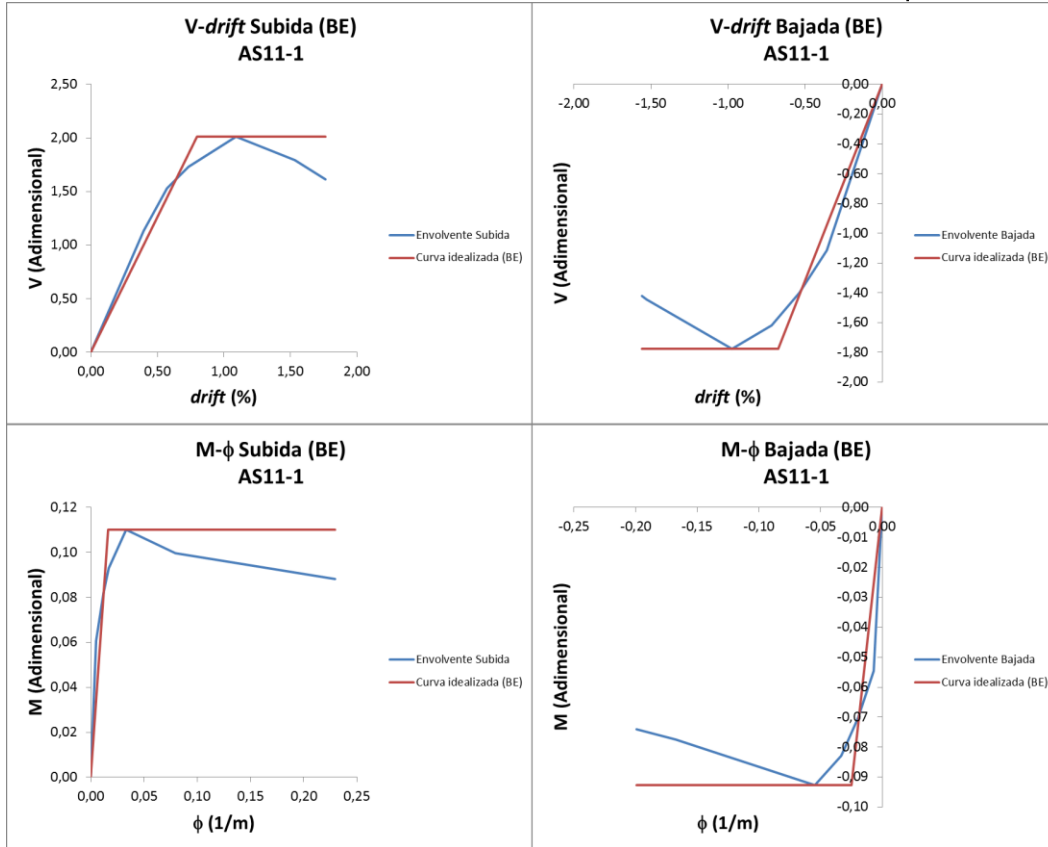 V-drift Subida (BE)
AS11-1
2,50
2,00
1,50
1,00
0,50
0,00
0,00 0,50 1,00 1,50 2,00
V (Adimensional)
drift (%)
Envolvente Subida
Curva idealizada (BE)
V-drift Bajada (BE)
AS11-1
-2,00 -1,50 -1,00 -0,50 0,00
0,00
-0,20
-0,40
-0,60
-0,80
-1,00
-1,20
-1,40
-1,60
-1,80
-2,00
V (Adimensional)
drift (%)
Envolvente Bajada
Curva idealizada (BE)
M-ϕ Subida (BE)
AS11-1
0,12
0,10
0,08
0,06
0,04
0,02
0,00
0,00 0,05 0,10 0,15 0,20 0,25
M (Adimensional)
ϕ (1/m)
Envolvente Subida
Curva idealizada (BE)
M-ϕ Bajada (BE)
AS11-1
-0,25 -0,20 -0,15 -0,10 -0,05 0,00
0,00
-0,01
-0,02
-0,03
-0,04
-0,05
-0,06
-0,07
-0,08
-0,09
-0,10
M (Adimensional)
ϕ (1/m)
Envolvente Bajada
Curva idealizada (BE)